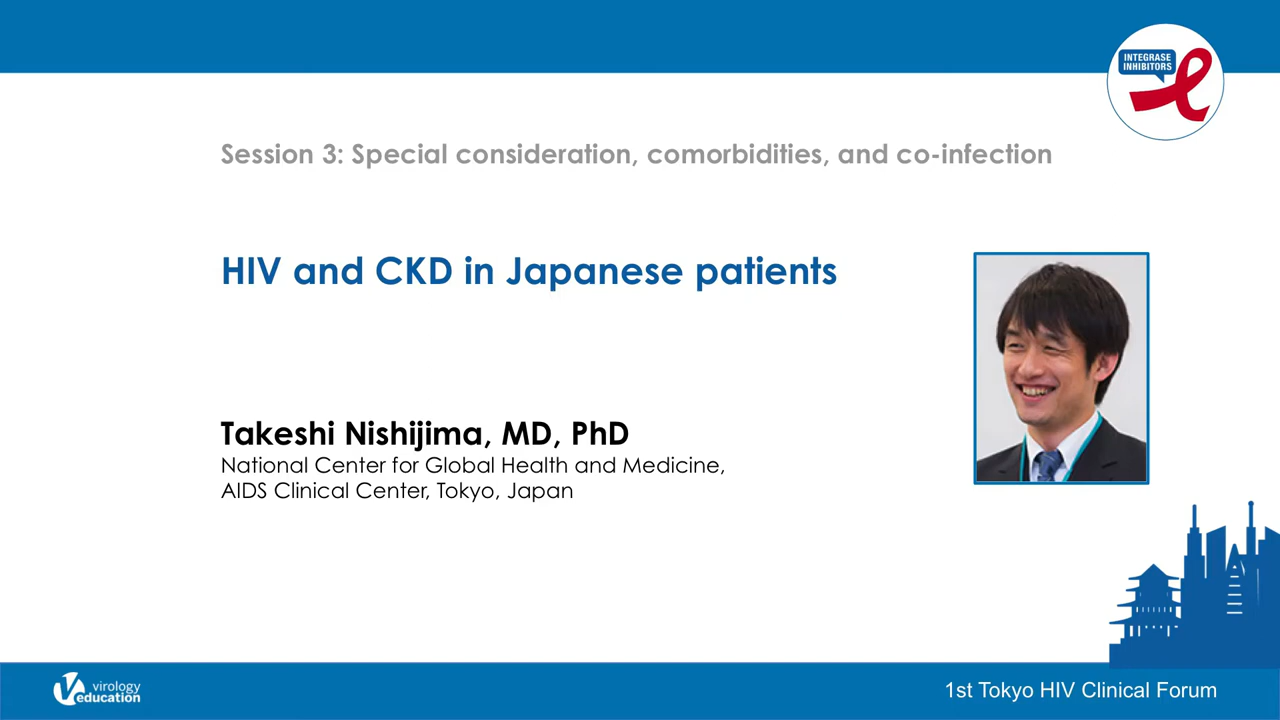 INTEGRASE
INHIBITORS
Session 3: Special consideration, comorbidities, and co-infection
HIV and CKD in Japanese patients
Takeshi Nishijima, MD, PhD
National Center for Global Health and Medicine,
AIDS Clinical Center, Tokyo, Japan
virology
education
1st Tokyo HIV Clinical Forum